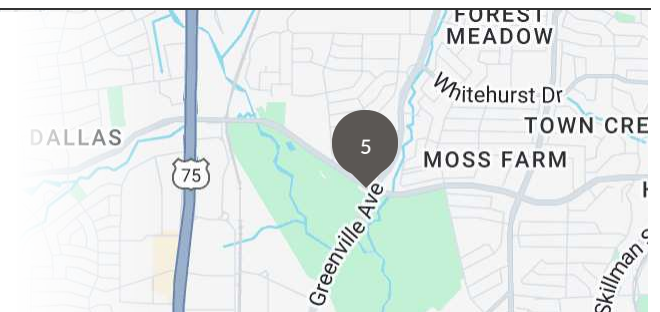 FOREST
MEADOW
Whitehurst Dr
DALLAS
TOWN CRE
5
MOSS FARM
75
H
Greenville Ave
Skillman S